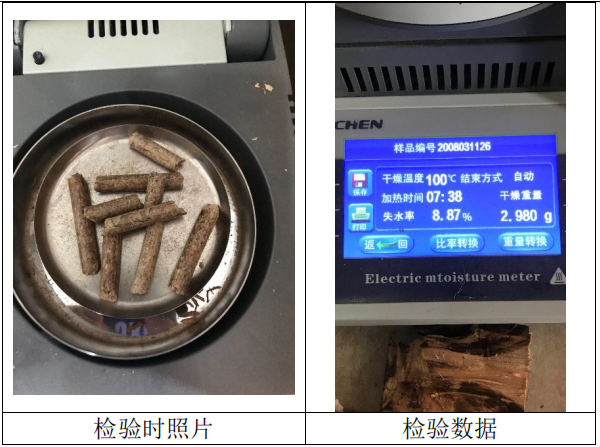 CHEN
样品编号 2008031126
保存
干燥温度 100℃ 结束方式 自动
加热时间 07:38 干燥重量
打印
失水率 8.87% 2.980 g
返回 比率转换 重量转换
Electric mtoisture meter
检验时照片 检验数据